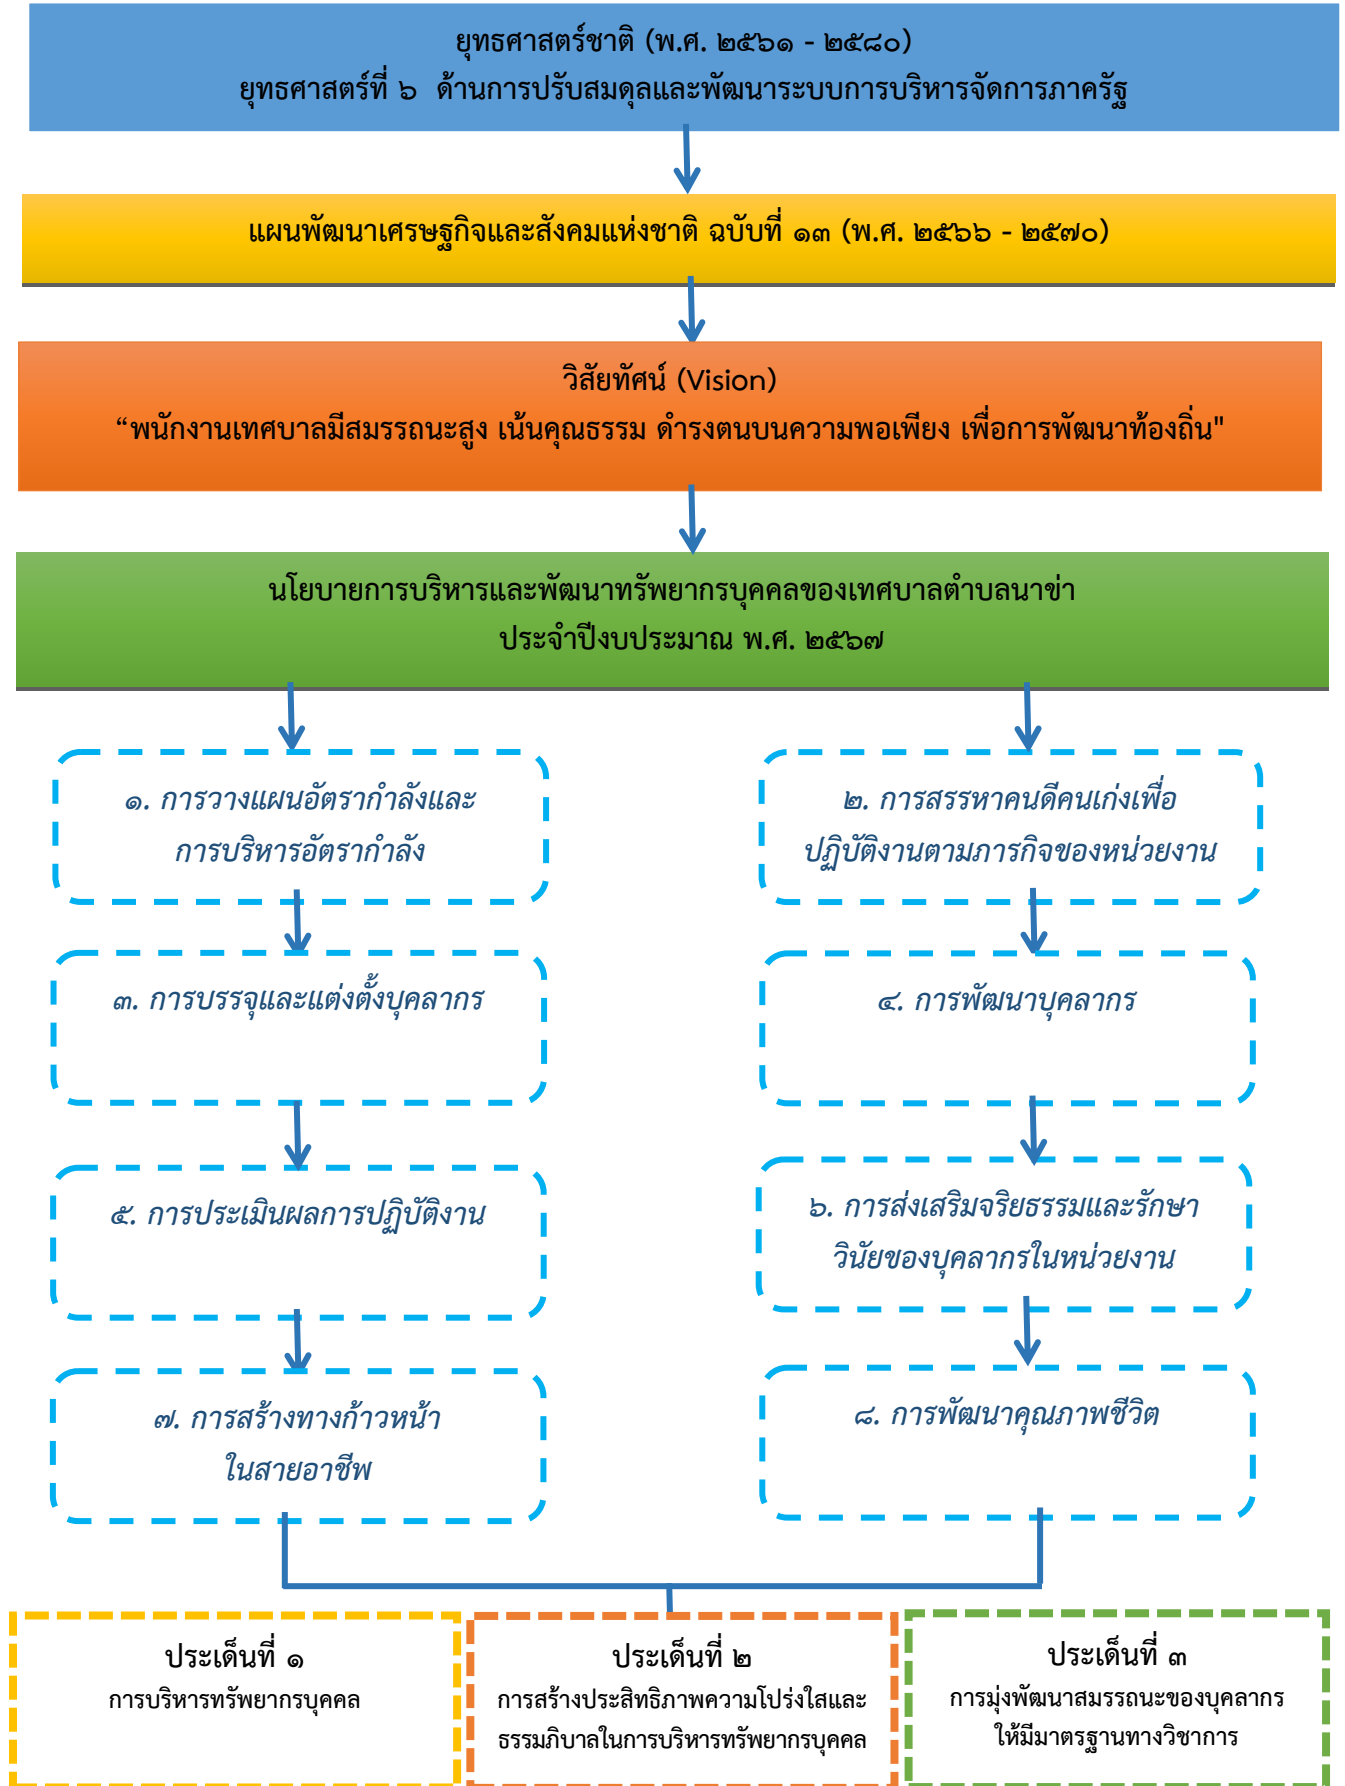 ยุทธศาสตร์ชาติ (พ.ศ. ๒๕๖๑ - ๒๕๘๐)
ยุทธศาสตร์ที่ ๖ ด้านการปรับสมดุลและพัฒนาระบบการบริหารจัดการภาครัฐ
แผนพัฒนาเศรษฐกิจและสังคมแห่งชาติ ฉบับที่ ๑๓ (พ.ศ. ๒๕๖๖ - ๒๕๗๐)
วิสัยทัศน์ (Vision)
“พนักงานเทศบาลมีสมรรถนะสูง เน้นคุณธรรม ดำรงตนบนความพอเพียง เพื่อการพัฒนาท้องถิ่น"
นโยบายการบริหารและพัฒนาทรัพยากรบุคคลของเทศบาลตำบลนาข่า
ประจำปีงบประมาณ พ.ศ. ๒๕๖๗
๑. การวางแผนอัตรากำลังและ
การบริหารอัตรากำลัง
๒. การสรรหาคนดีคนเก่งเพื่อ
ปฏิบัติงานตามภารกิจของหน่วยงาน
๓. การบรรจุและแต่งตั้งบุคลากร
๔. การพัฒนาบุคลากร
๕. การประเมินผลการปฏิบัติงาน
๖. การส่งเสริมจริยธรรมและรักษา
วินัยของบุคลากรในหน่วยงาน
๗. การสร้างทางก้าวหน้า
ในสายอาชีพ
๘. การพัฒนาคุณภาพชีวิต
ประเด็นที่ ๑
การบริหารทรัพยากรบุคคล
ประเด็นที่ ๒
การสร้างประสิทธิภาพความโปร่งใสและ
ธรรมภิบาลในการบริหารทรัพยากรบุคคล
ประเด็นที่ ๓
การมุ่งพัฒนาสมรรถนะของบุคลากร
ให้มีมาตรฐานทางวิชาการ